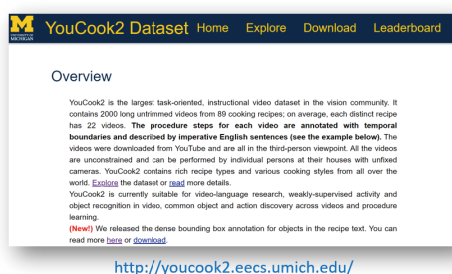 M YouCook2 Dataset Home Explore Download Leaderboard
MICHIGAN
Overview
YouCook2 is the larges: task-oriented, instructional video dataset in the vision community. It
contains 2000 long untrimmed videos from 89 cooking recipes; on average, each distinct recipe
has 22 videos. The procedure steps for each video are annotated with temporal
boundaries and described by imperative English sentences (see the example below). The
videos were downloaded from YouTube and are all in the third-person viewpoint. All the videos
are unconstrained and can be performed by individual persons at their houses with unfixed
cameras. YouCook2 contains rich recipe types and various cooking styles from all over the
world. Explore the dataset or read more details.
YouCook2 is currently suitable for video-language research, weakly-supervised activity and
object recognition in video, common object and action discovery across videos and procedure
learning.
(New!) We released the dense bounding box annotation for objects in the recipe text. You can
read more here or download.
http://youcook2.eecs.umich.edu/